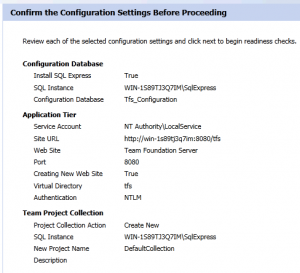 Confirm the Configuration Settings Before Proceeding
Review each of the selected configuration settings and click next to begin readiness checks.
Configuration Database
Install SQL Express True
SQL Instance WIN-1S89TJ3Q7IM\SqlExpress
Configuration Database Tfs_Configuration
Application Tier
Service Account NT Authority\LocalService
Site URL http://win-1s89tj3q7im:8080/tfs
Web Site Team Foundation Server
Port 8080
Creating New Web Site True
Virtual Directory tfs
Authentication NTLM
Team Project Collection
Project Collection Action Create New
SQL Instance WIN-1S89TJ3Q7IM\SqlExpress
New Project Name DefaultCollection
Description